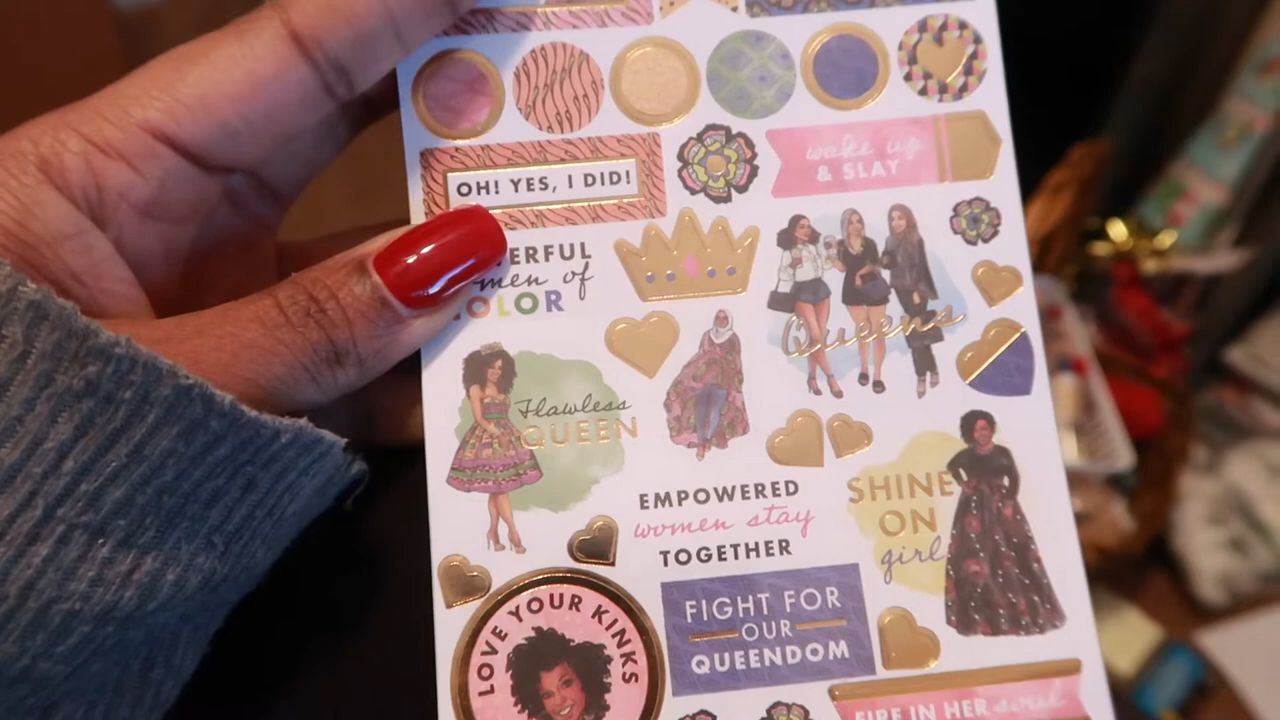 OH! YES, I DID!
wake up
& SLAY
ERFUL
men of
OLOR
Queens
Flawless
QUEEN
EMPOWERED
women stay
TOGETHER
SHINE
ON
girl
LOVE YOUR KINKS
FIGHT FOR
OUR
QUEENDOM
FIRE IN HER soul